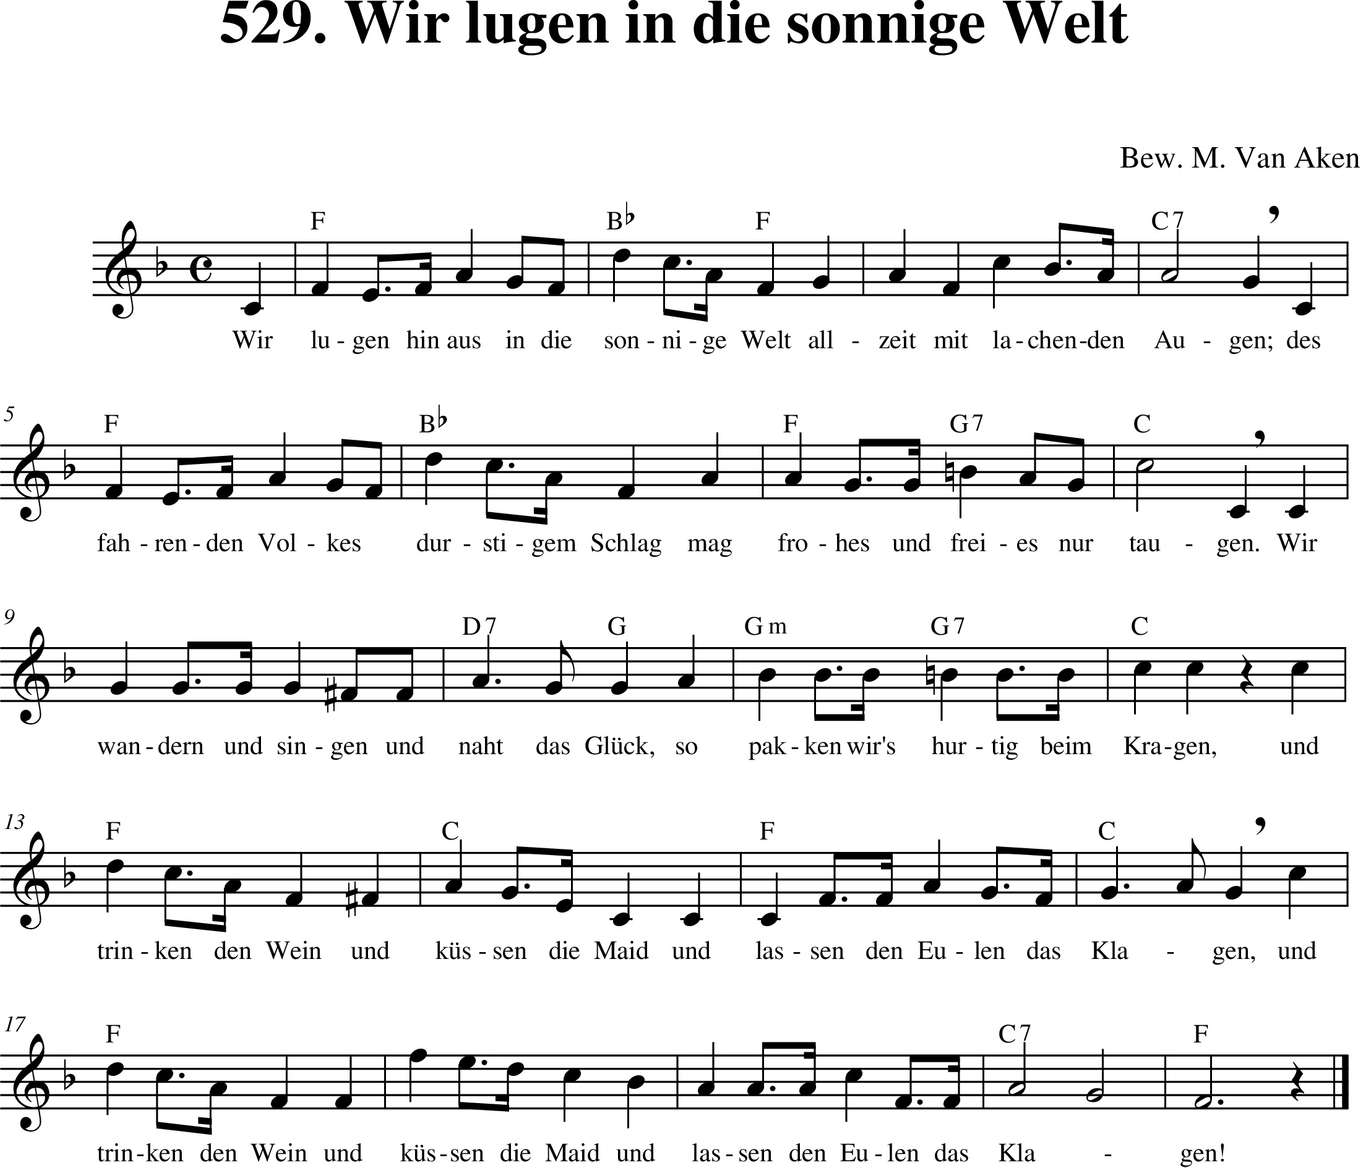 529. Wir lugen in die sonnige Welt
Bew. M. Van Aken
F B♭ F C7
Wir lu - gen hin aus in die son - ni - ge Welt all - zeit mit la - chen - den Au - gen; des
5
F B♭ F G7 C
fah - ren - den Vol - kes dur - sti - gem Schlag mag fro - hes und frei - es nur tau - gen. Wir
9
D7 G Gm G7 C
wan - dern und sin - gen und naht das Glück, so pak - ken wir's hur - tig beim Kra - gen, und
13
F C F C
trin - ken den Wein und küs - sen die Maid und las - sen den Eu - len das Kla - gen, und
17
F C7 F
trin - ken den Wein und küs - sen die Maid und las - sen den Eu - len das Kla - gen!